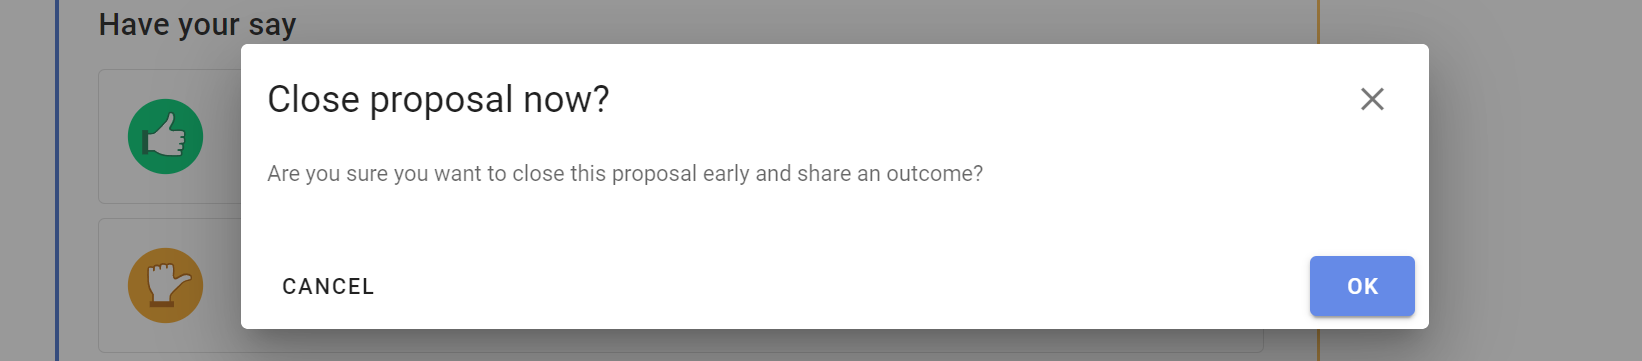 Have your say
Close proposal now?
Are you sure you want to close this proposal early and share an outcome?
CANCEL
OK